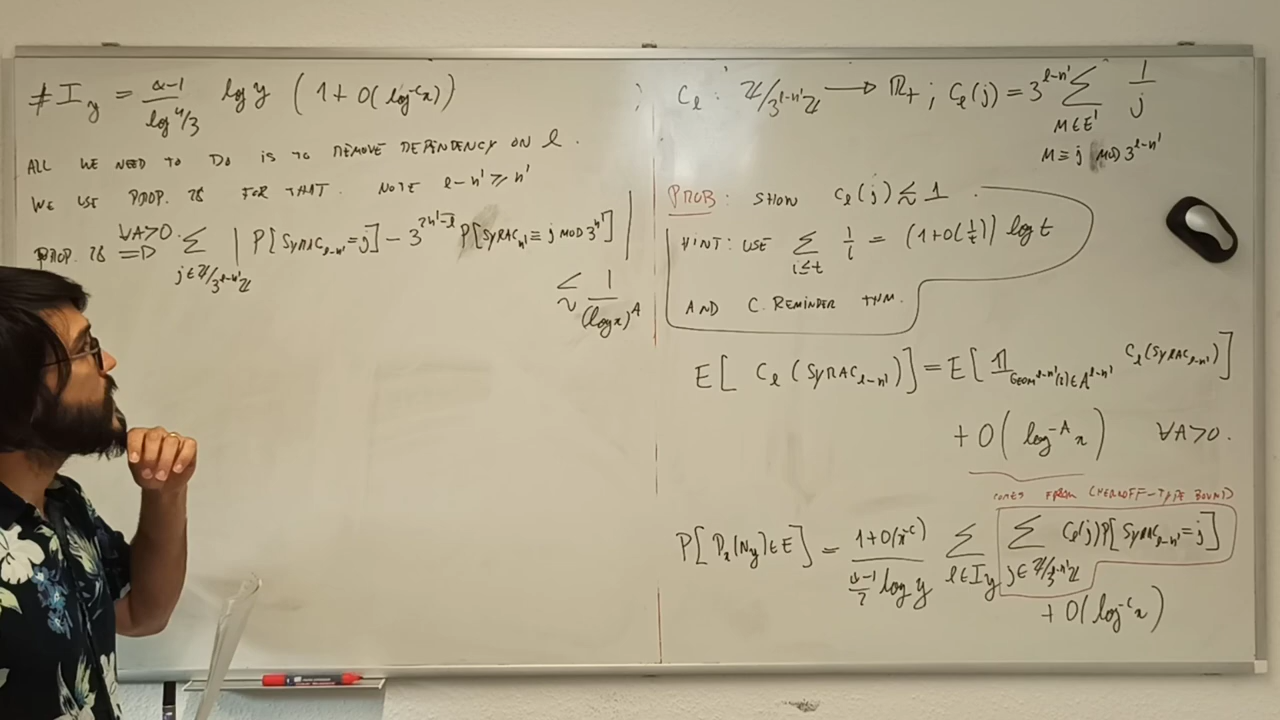 # I_y = (α-1)/(log 4/3) log y (1 + O(log^{-c} x))
ALL WE NEED TO DO IS TO REMOVE DEPENDENCY ON ℓ.
WE USE PROP. 28 FOR THAT. NOTE ℓ-n' ≥ n'
PROP. 28 ∀A>0 ⇒ Σ_{j∈ℤ/3^{ℓ-n'}ℤ} | P[SYRAC_{ℓ-n'}=j] - 3^{2n'-ℓ} P[SYRAC_{n'} ≡ j MOD 3^{n'}] |
≲ 1/(log x)^A
C_ℓ : ℤ/3^{ℓ-n'}ℤ → ℝ_+ ; C_ℓ(j) = 3^{ℓ-n'} Σ_{M∈E' M≡j MOD 3^{ℓ-n'}} 1/j
PROB: SHOW C_ℓ(j) ≲ 1.
HINT: USE Σ_{i≤t} 1/i = (1+O(1/t)) log t
AND C. REMINDER THM.
E[ C_ℓ(SYRAC_{ℓ-n'})] = E[ 𝟙_{GEOM^{ℓ-n'}(2)∈A^{ℓ-n'}} C_ℓ(SYRAC_{ℓ-n'})]
+ O(log^{-A} x) ∀A>0.
COMES FROM CHERNOFF-TYPE BOUND
P[P_x(N_y)∈E] = (1+O(x^{-c}))/((α-1)/2 log y) Σ_{ℓ∈I_y} Σ_{j∈ℤ/3^{ℓ-n'}ℤ} C_ℓ(j)P[SYRAC_{ℓ-n'}=j]
+ O(log^{-c} x)